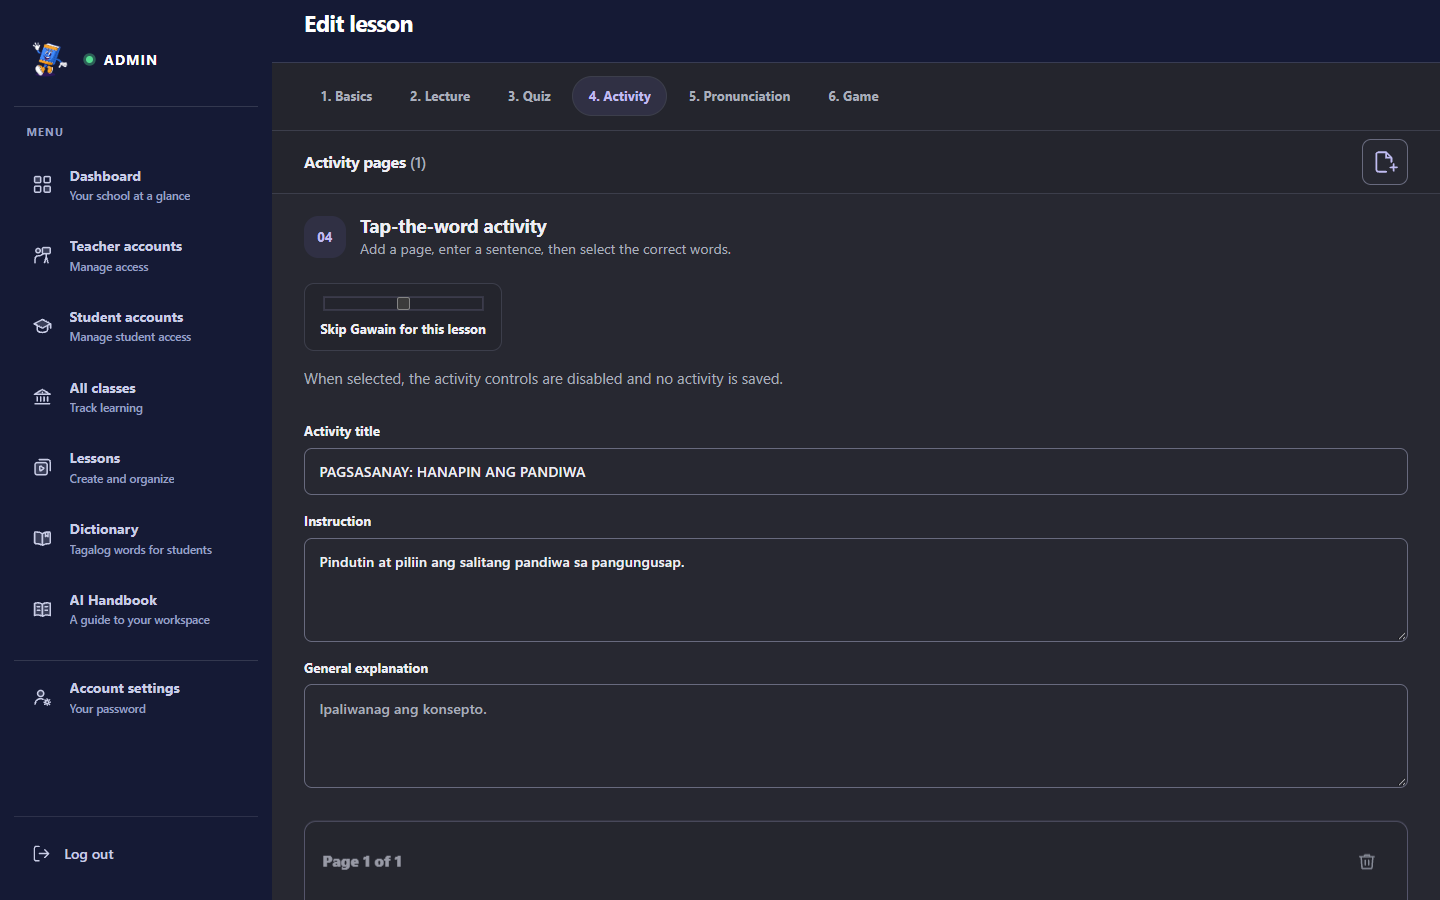 Edit lesson
ADMIN
MENU
Dashboard
Your school at a glance
Teacher accounts
Manage access
Student accounts
Manage student access
All classes
Track learning
Lessons
Create and organize
Dictionary
Tagalog words for students
AI Handbook
A guide to your workspace
Account settings
Your password
Log out
1. Basics
2. Lecture
3. Quiz
4. Activity
5. Pronunciation
6. Game
Activity pages (1)
04
Tap-the-word activity
Add a page, enter a sentence, then select the correct words.
Skip Gawain for this lesson
When selected, the activity controls are disabled and no activity is saved.
Activity title
PAGSASANAY: HANAPIN ANG PANDIWA
Instruction
Pindutin at piliin ang salitang pandiwa sa pangungusap.
General explanation
Ipaliwanag ang konsepto.
Page 1 of 1